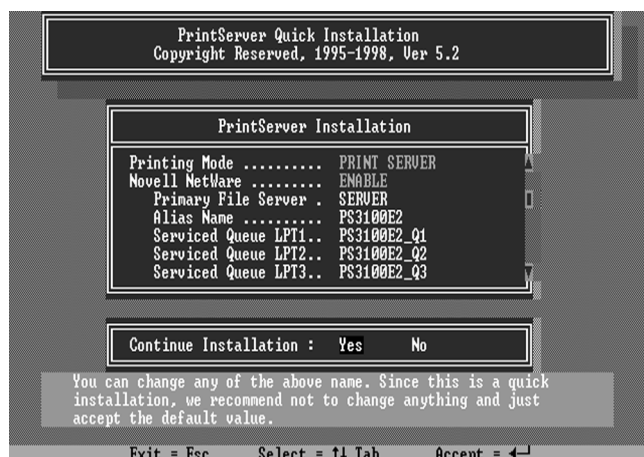 PrintServer Quick Installation
Copyright Reserved, 1995-1998, Ver 5.2
PrintServer Installation
Printing Mode .......... PRINT SERVER
Novell NetWare ......... ENABLE
Primary File Server . SERVER
Alias Name .......... PS3100E2
Serviced Queue LPT1.. PS3100E2_Q1
Serviced Queue LPT2.. PS3100E2_Q2
Serviced Queue LPT3.. PS3100E2_Q3
Continue Installation : Yes No
You can change any of the above name. Since this is a quick
installation, we recommend not to change anything and just
accept the default value.
Exit = Esc Select = ↑↓ Tab Accept = ◄┘